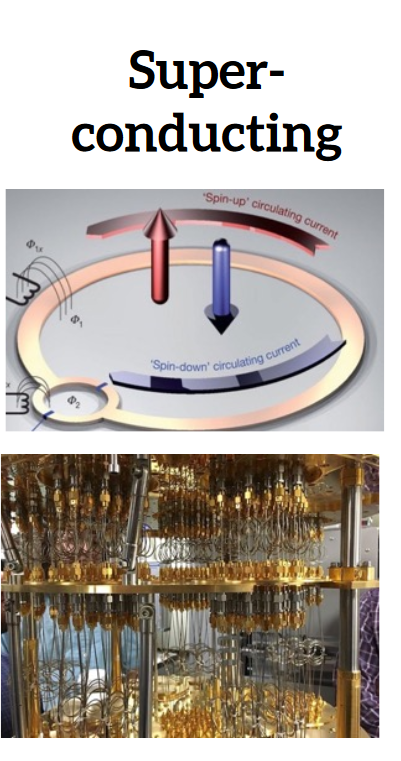 Super-
conducting
'Spin-up' circulating current
Φ1x
Φ1
'Spin-down' circulating current
x
Φ2